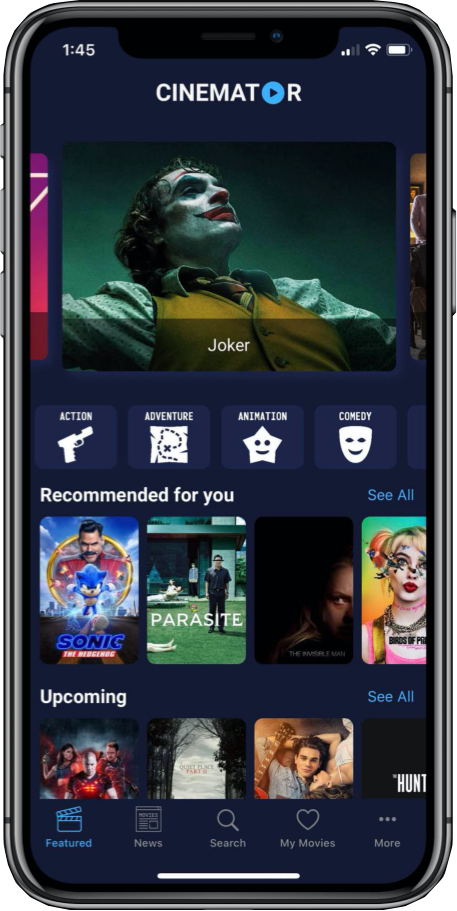 1:45
CINEMATOR
Joker
ACTION
ADVENTURE
ANIMATION
COMEDY
Recommended for you
See All
SONIC
THE HEDGEHOG
PARASITE
THE INVISIBLE MAN
BIRDS OF PR
Upcoming
See All
A QUIET PLACE
PART II
THE HUNT
MOVIES
Featured
News
Search
My Movies
More